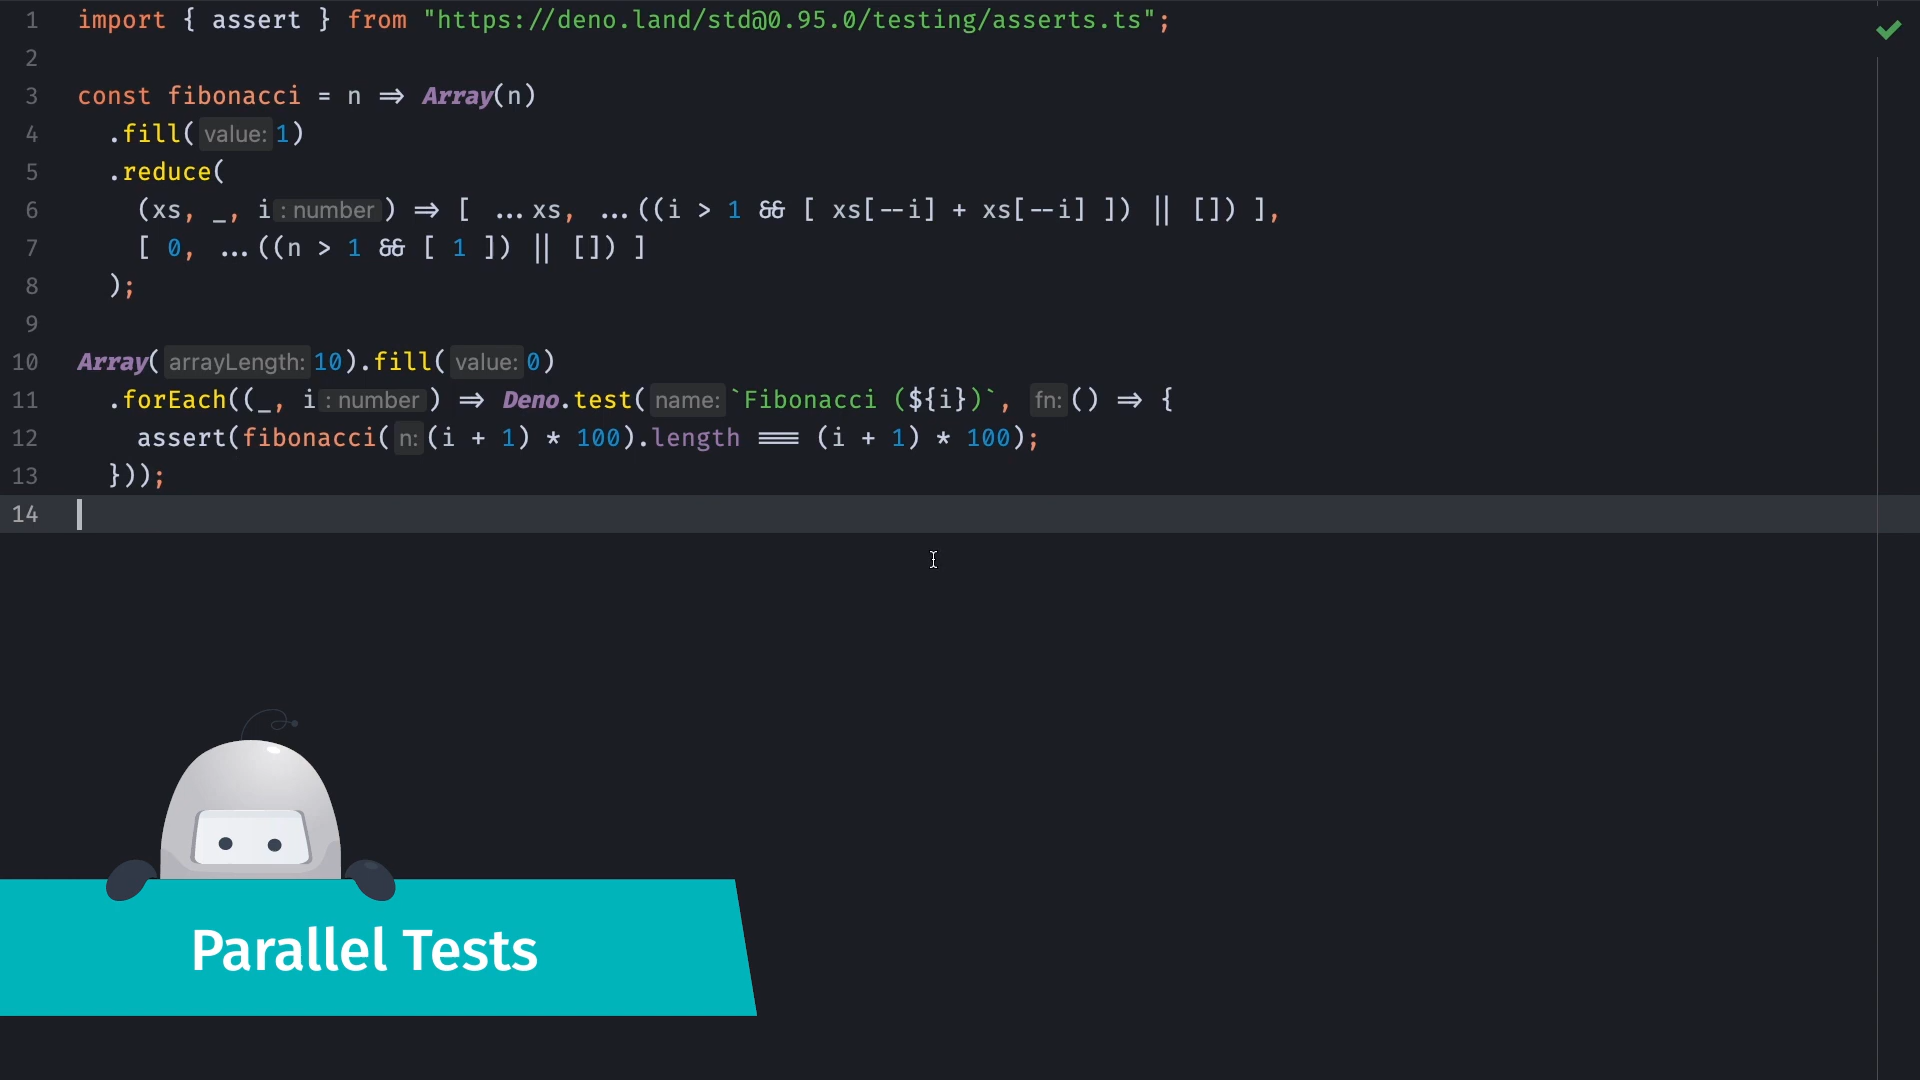 1 import { assert } from "https://deno.land/std@0.95.0/testing/asserts.ts";
2
3 const fibonacci = n => Array(n)
4 .fill( value: 1)
5 .reduce(
6 (xs, _, i : number ) => [ ...xs, ...((i > 1 && [ xs[--i] + xs[--i] ]) || []) ],
7 [ 0, ...((n > 1 && [ 1 ]) || []) ]
8 );
9
10 Array( arrayLength: 10).fill( value: 0)
11 .forEach((_, i : number ) => Deno.test( name: `Fibonacci (${i})`, fn: () => {
12 assert(fibonacci( n: (i + 1) * 100).length === (i + 1) * 100);
13 }));
14
Parallel Tests